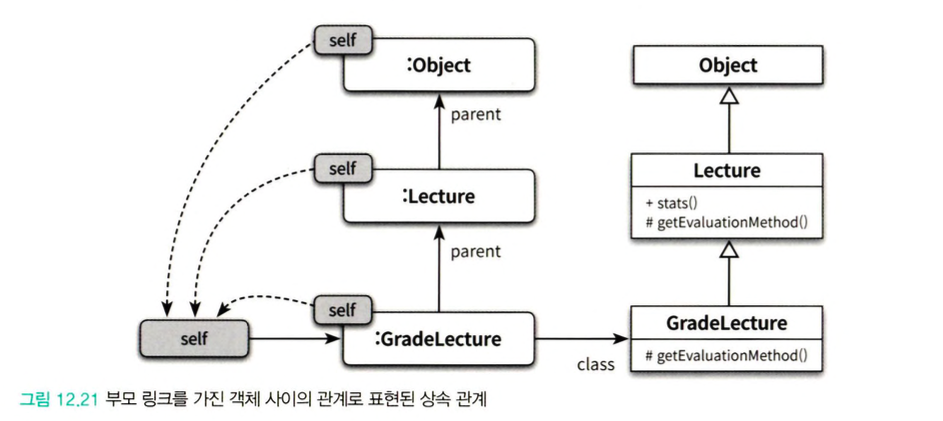 self
:Object
parent
self
:Lecture
parent
self
self
:GradeLecture
class
Object
Lecture
+ stats()
# getEvaluationMethod()
GradeLecture
# getEvaluationMethod()
그림 12.21 부모 링크를 가진 객체 사이의 관계로 표현된 상속 관계